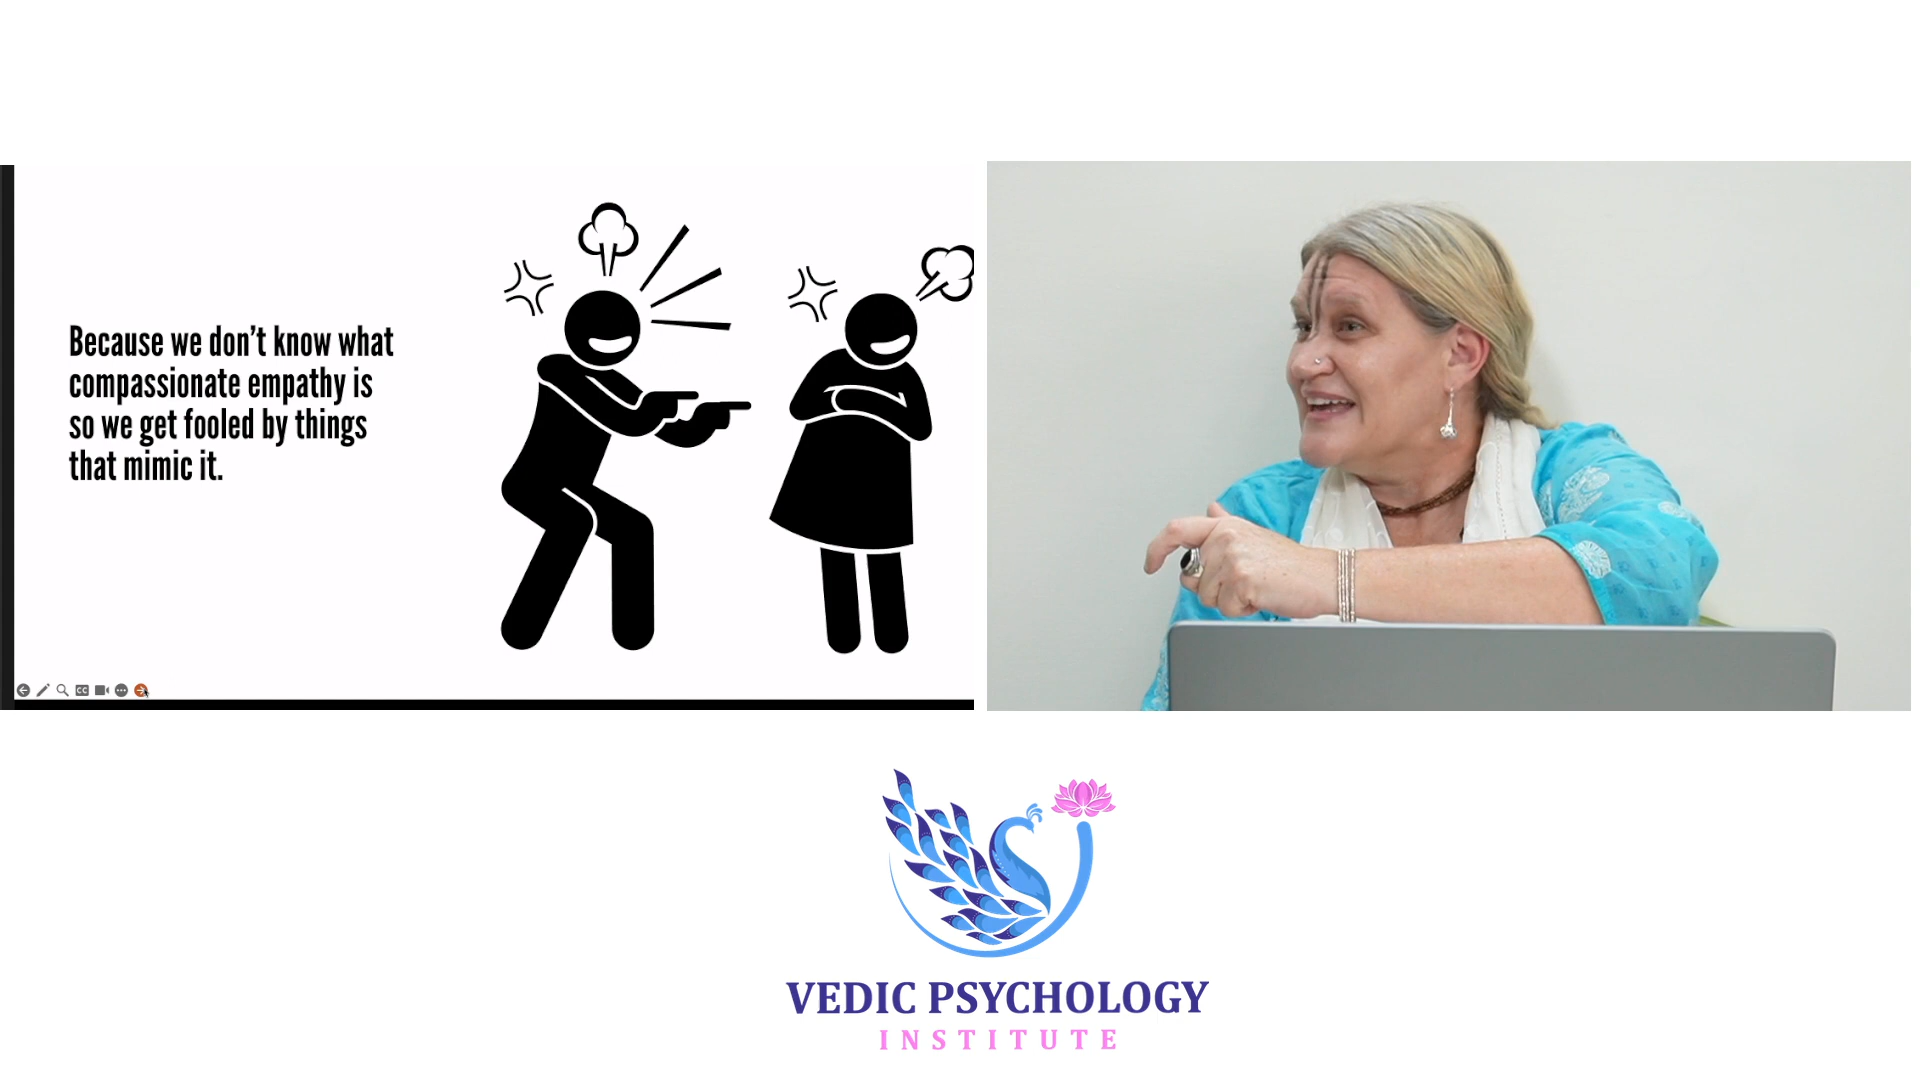 Because we don't know what
compassionate empathy is
so we get fooled by things
that mimic it.
CC
VEDIC PSYCHOLOGY
INSTITUTE